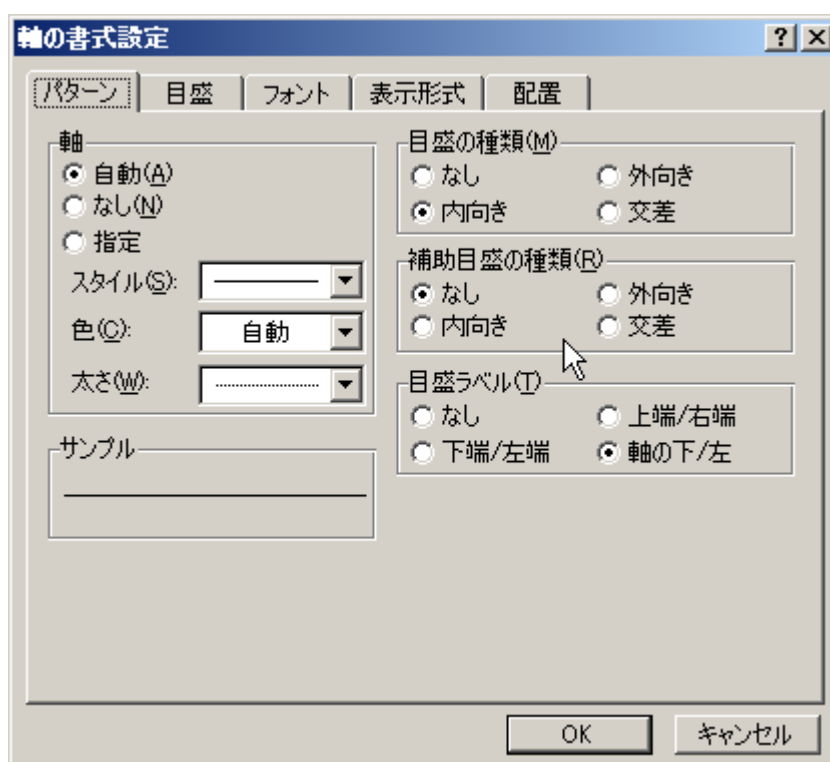 軸の書式設定
パターン 目盛 フォント 表示形式 配置
軸
自動(A)
なし(N)
指定
スタイル(S):
色(C): 自動
太さ(W):
サンプル
目盛の種類(M)
なし 外向き
内向き 交差
補助目盛の種類(R)
なし 外向き
内向き 交差
目盛ラベル(T)
なし 上端/右端
下端/左端 軸の下/左
OK キャンセル